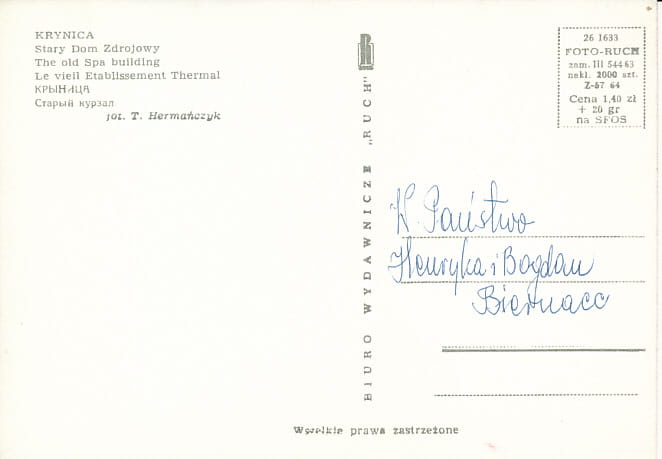 KRYNICA
Stary Dom Zdrojowy
The old Spa building
Le vieil Etablissement Thermal
КРЫНИЦА
Старый курзал
fot. T. Hermańczyk
BIURO WYDAWNICZE „RUCH"
26 1633
FOTO-RUCH
zam. III 544 63
nakł. 2000 szt.
Z-57 64
Cena 1,40 zł
+ 20 gr
na SFOS
W. Państwo
Henryka i Bogdan
Biernacc
Wszelkie prawa zastrzeżone